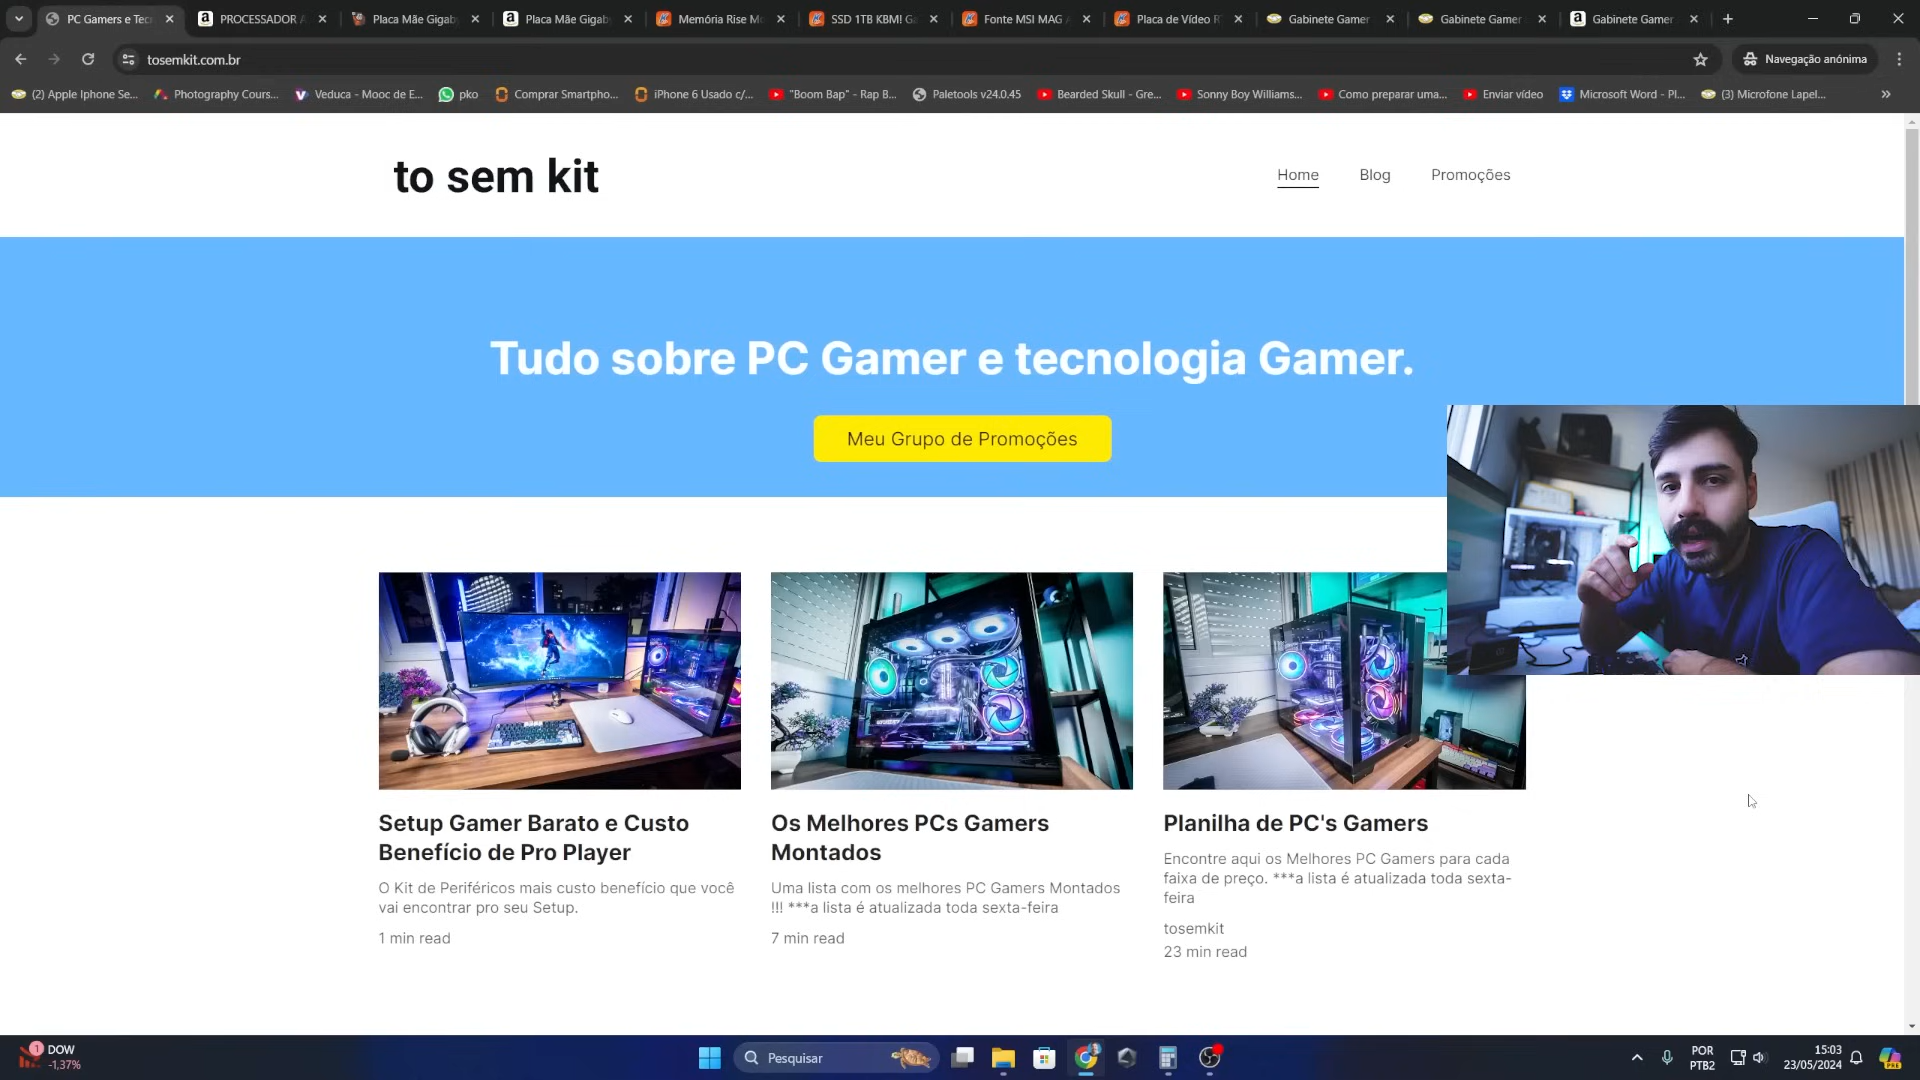 PC Gamers e Tec
PROCESSADOR A
Placa Mãe Gigab
Placa Mãe Gigab
Memória Rise Mo
SSD 1TB KBM! Ga
Fonte MSI MAG
Placa de Vídeo R
Gabinete Gamer
Gabinete Gamer
Gabinete Gamer
tosemkit.com.br
Navegação anónima
(2) Apple Iphone Se...
Photography Cours...
Veduca - Mooc de E...
pko
Comprar Smartpho...
iPhone 6 Usado c/...
"Boom Bap" - Rap B...
Paletools v24.0.45
Bearded Skull - Gre...
Sonny Boy Williams...
Como preparar uma...
Enviar vídeo
Microsoft Word - Pl...
(3) Microfone Lapel...
to sem kit
Home
Blog
Promoções
Tudo sobre PC Gamer e tecnologia Gamer.
Meu Grupo de Promoções
Setup Gamer Barato e Custo
Benefício de Pro Player
O Kit de Periféricos mais custo benefício que você
vai encontrar pro seu Setup.
1 min read
Os Melhores PCs Gamers
Montados
Uma lista com os melhores PC Gamers Montados
!!! ***a lista é atualizada toda sexta-feira
7 min read
Planilha de PC's Gamers
Encontre aqui os Melhores PC Gamers para cada
faixa de preço. ***a lista é atualizada toda sexta-
feira
tosemkit
23 min read
1
DOW
-1,37%
Pesquisar
POR
PTB2
15:03
23/05/2024
PRE